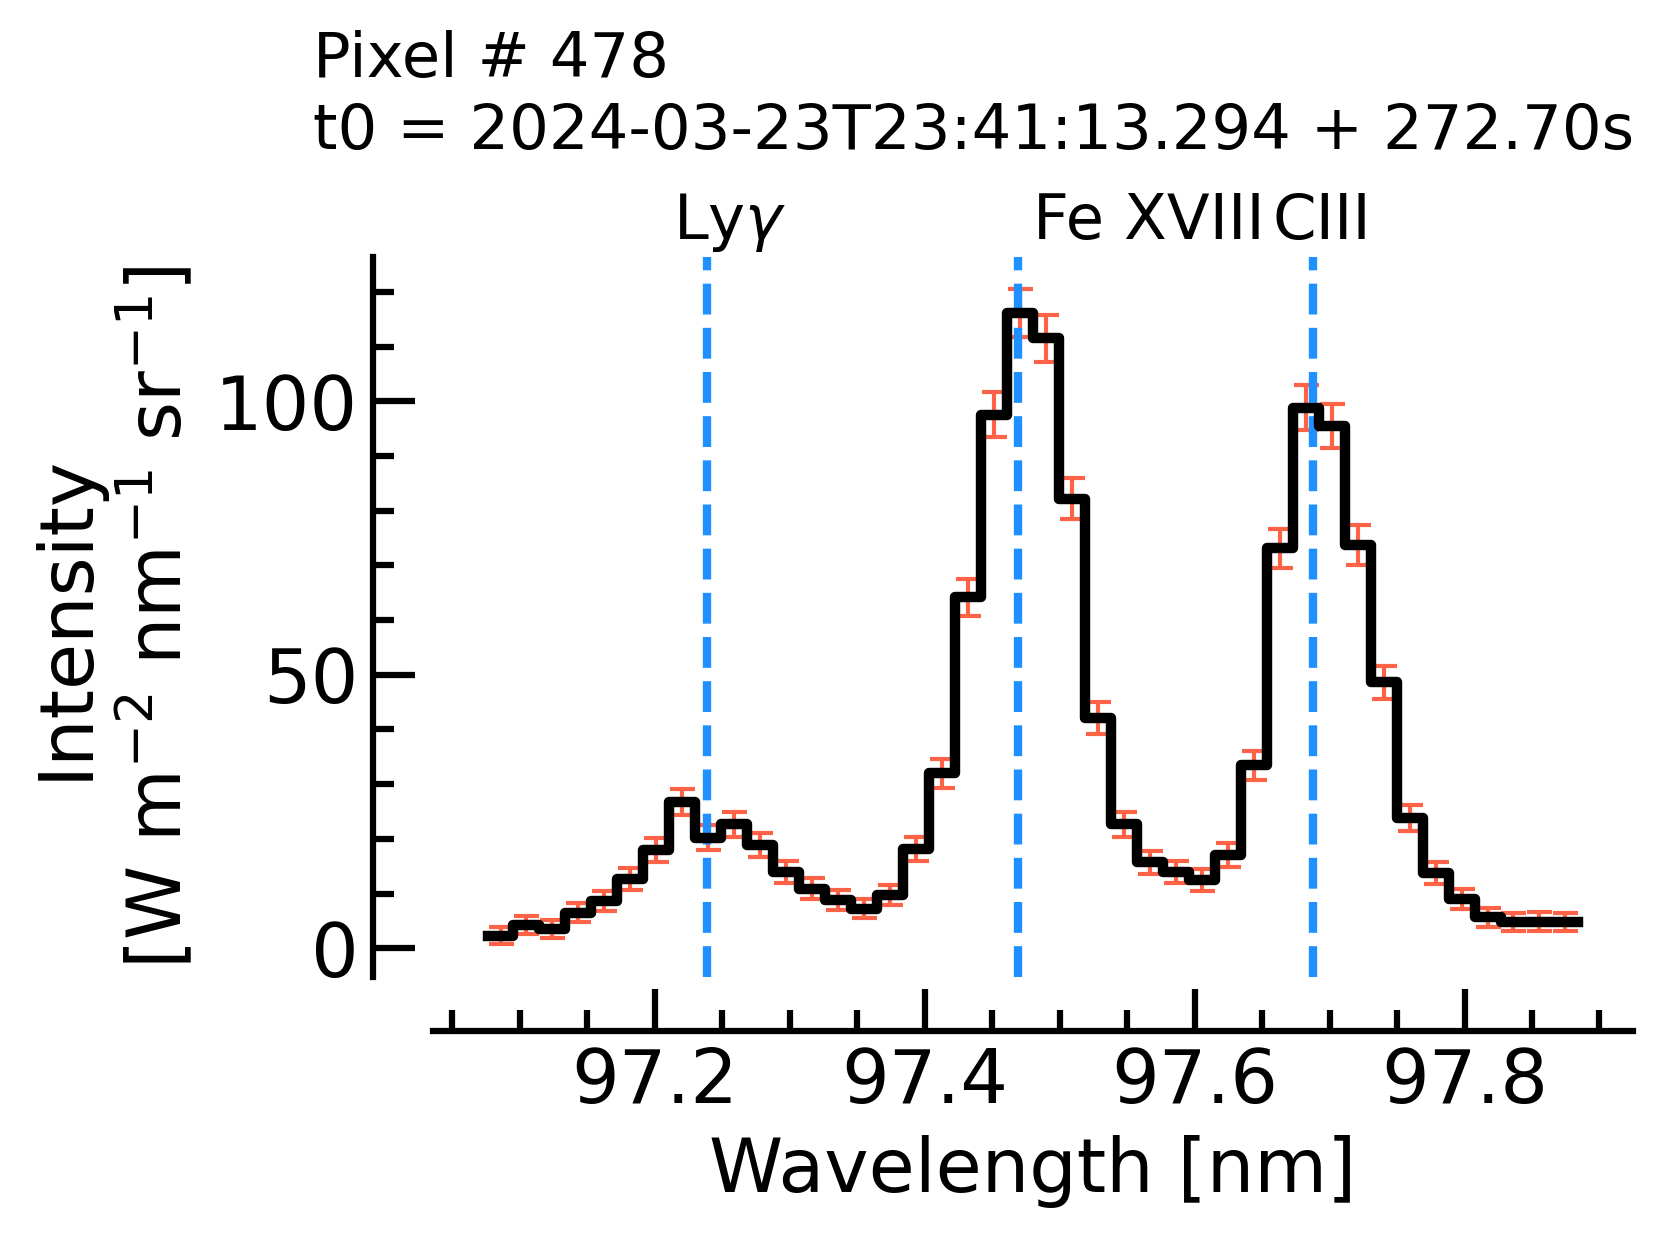 Pixel # 478
t0 = 2024-03-23T23:41:13.294 + 272.70s
Lyγ Fe XVIII CIII
Intensity
[W m⁻² nm⁻¹ sr⁻¹]
100
50
0
97.2 97.4 97.6 97.8
Wavelength [nm]